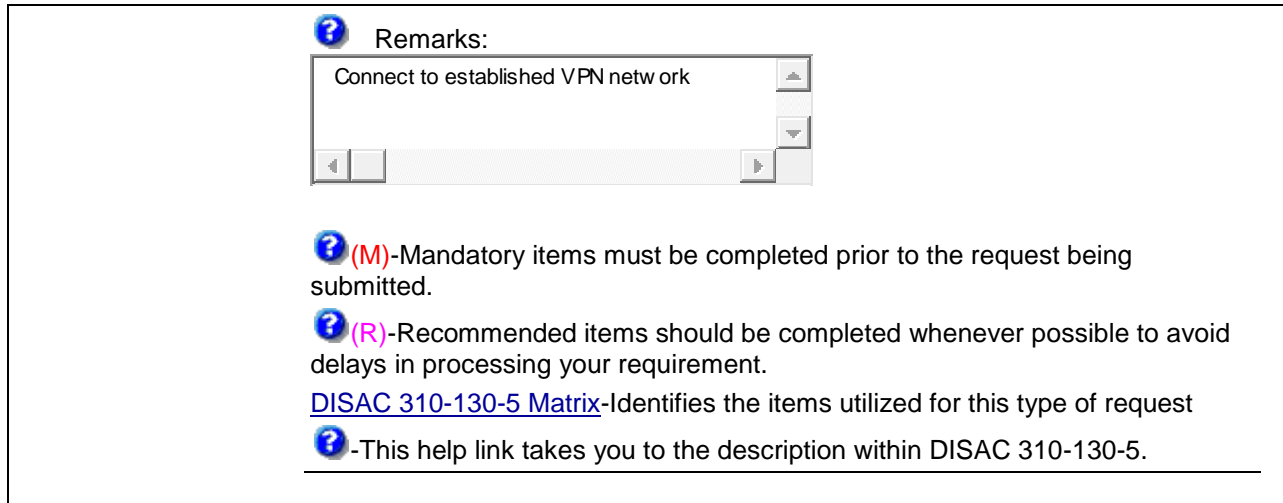 Remarks:
Connect to established VPN network
(M)-Mandatory items must be completed prior to the request being
submitted.
(R)-Recommended items should be completed whenever possible to avoid
delays in processing your requirement.
DISAC 310-130-5 Matrix-Identifies the items utilized for this type of request
-This help link takes you to the description within DISAC 310-130-5.